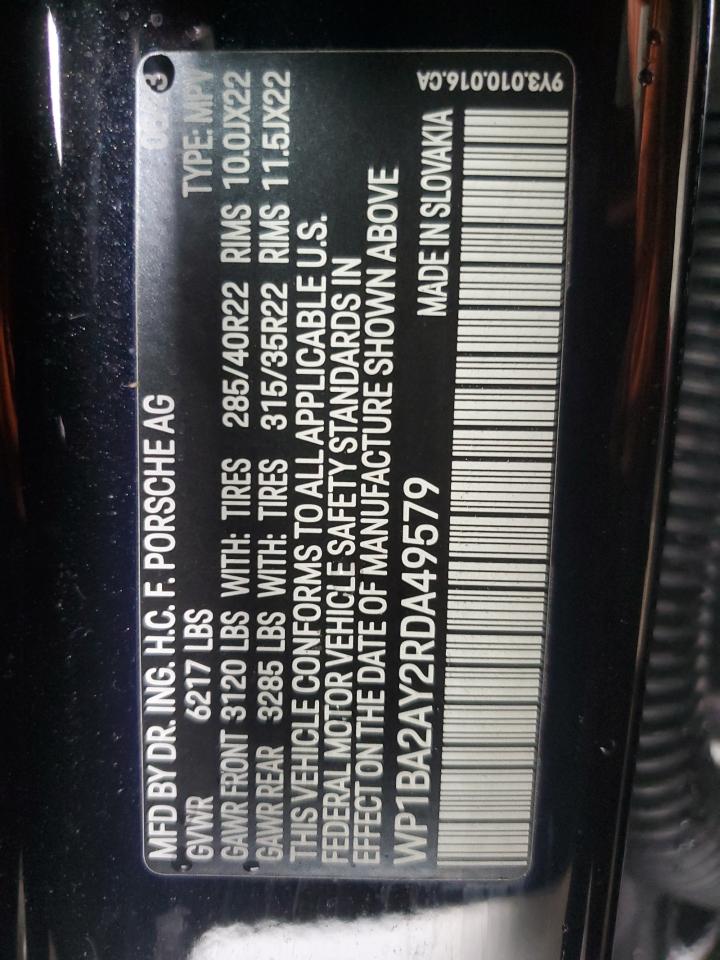 MFD BY DR. ING. H.C. F. PORSCHE AG
GVWR 6217 LBS TYPE: MPV
GAWR FRONT 3120 LBS WITH: TIRES 285/40R22 RIMS 10.0JX22
GAWR REAR 3285 LBS WITH: TIRES 315/35R22 RIMS 11.5JX22
THIS VEHICLE CONFORMS TO ALL APPLICABLE U.S.
FEDERAL MOTOR VEHICLE SAFETY STANDARDS IN
EFFECT ON THE DATE OF MANUFACTURE SHOWN ABOVE
WP1BA2AY2RDA49579 MADE IN SLOVAKIA
9Y3.010.016.CA